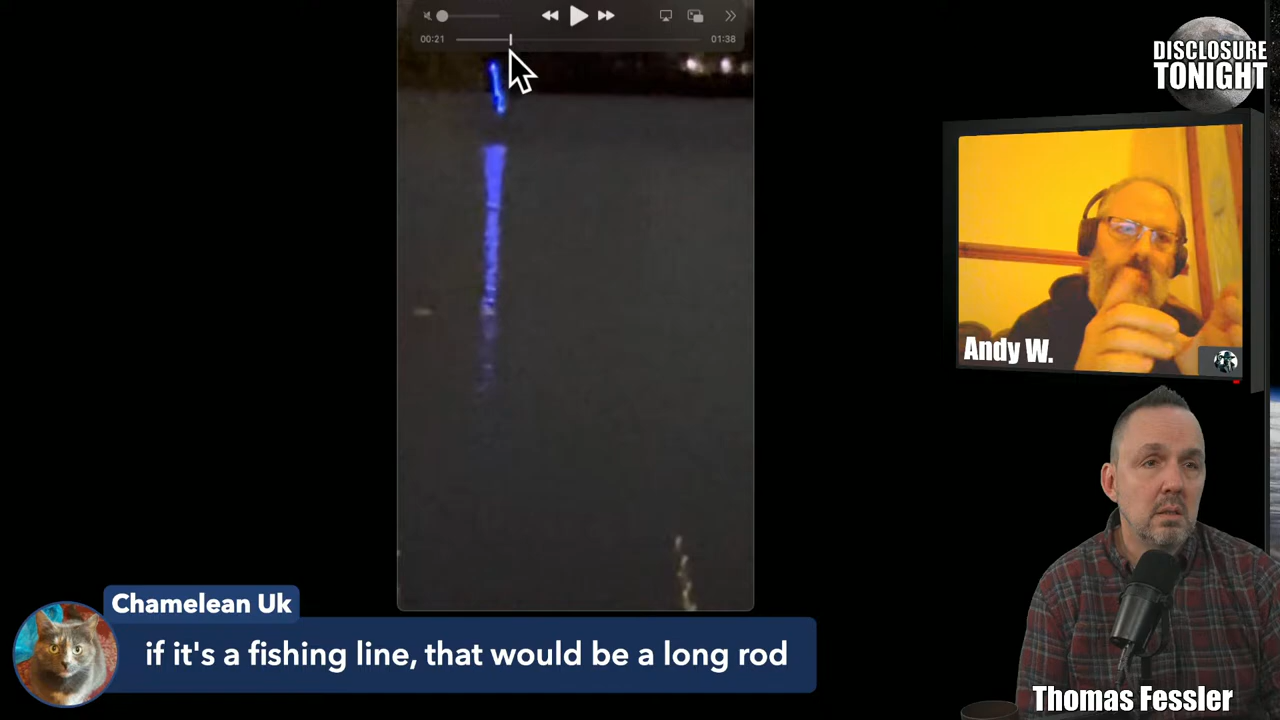 00:21
01:38
DISCLOSURE
TONIGHT
Andy W.
Chamelean Uk
if it's a fishing line, that would be a long rod
Thomas Fessler